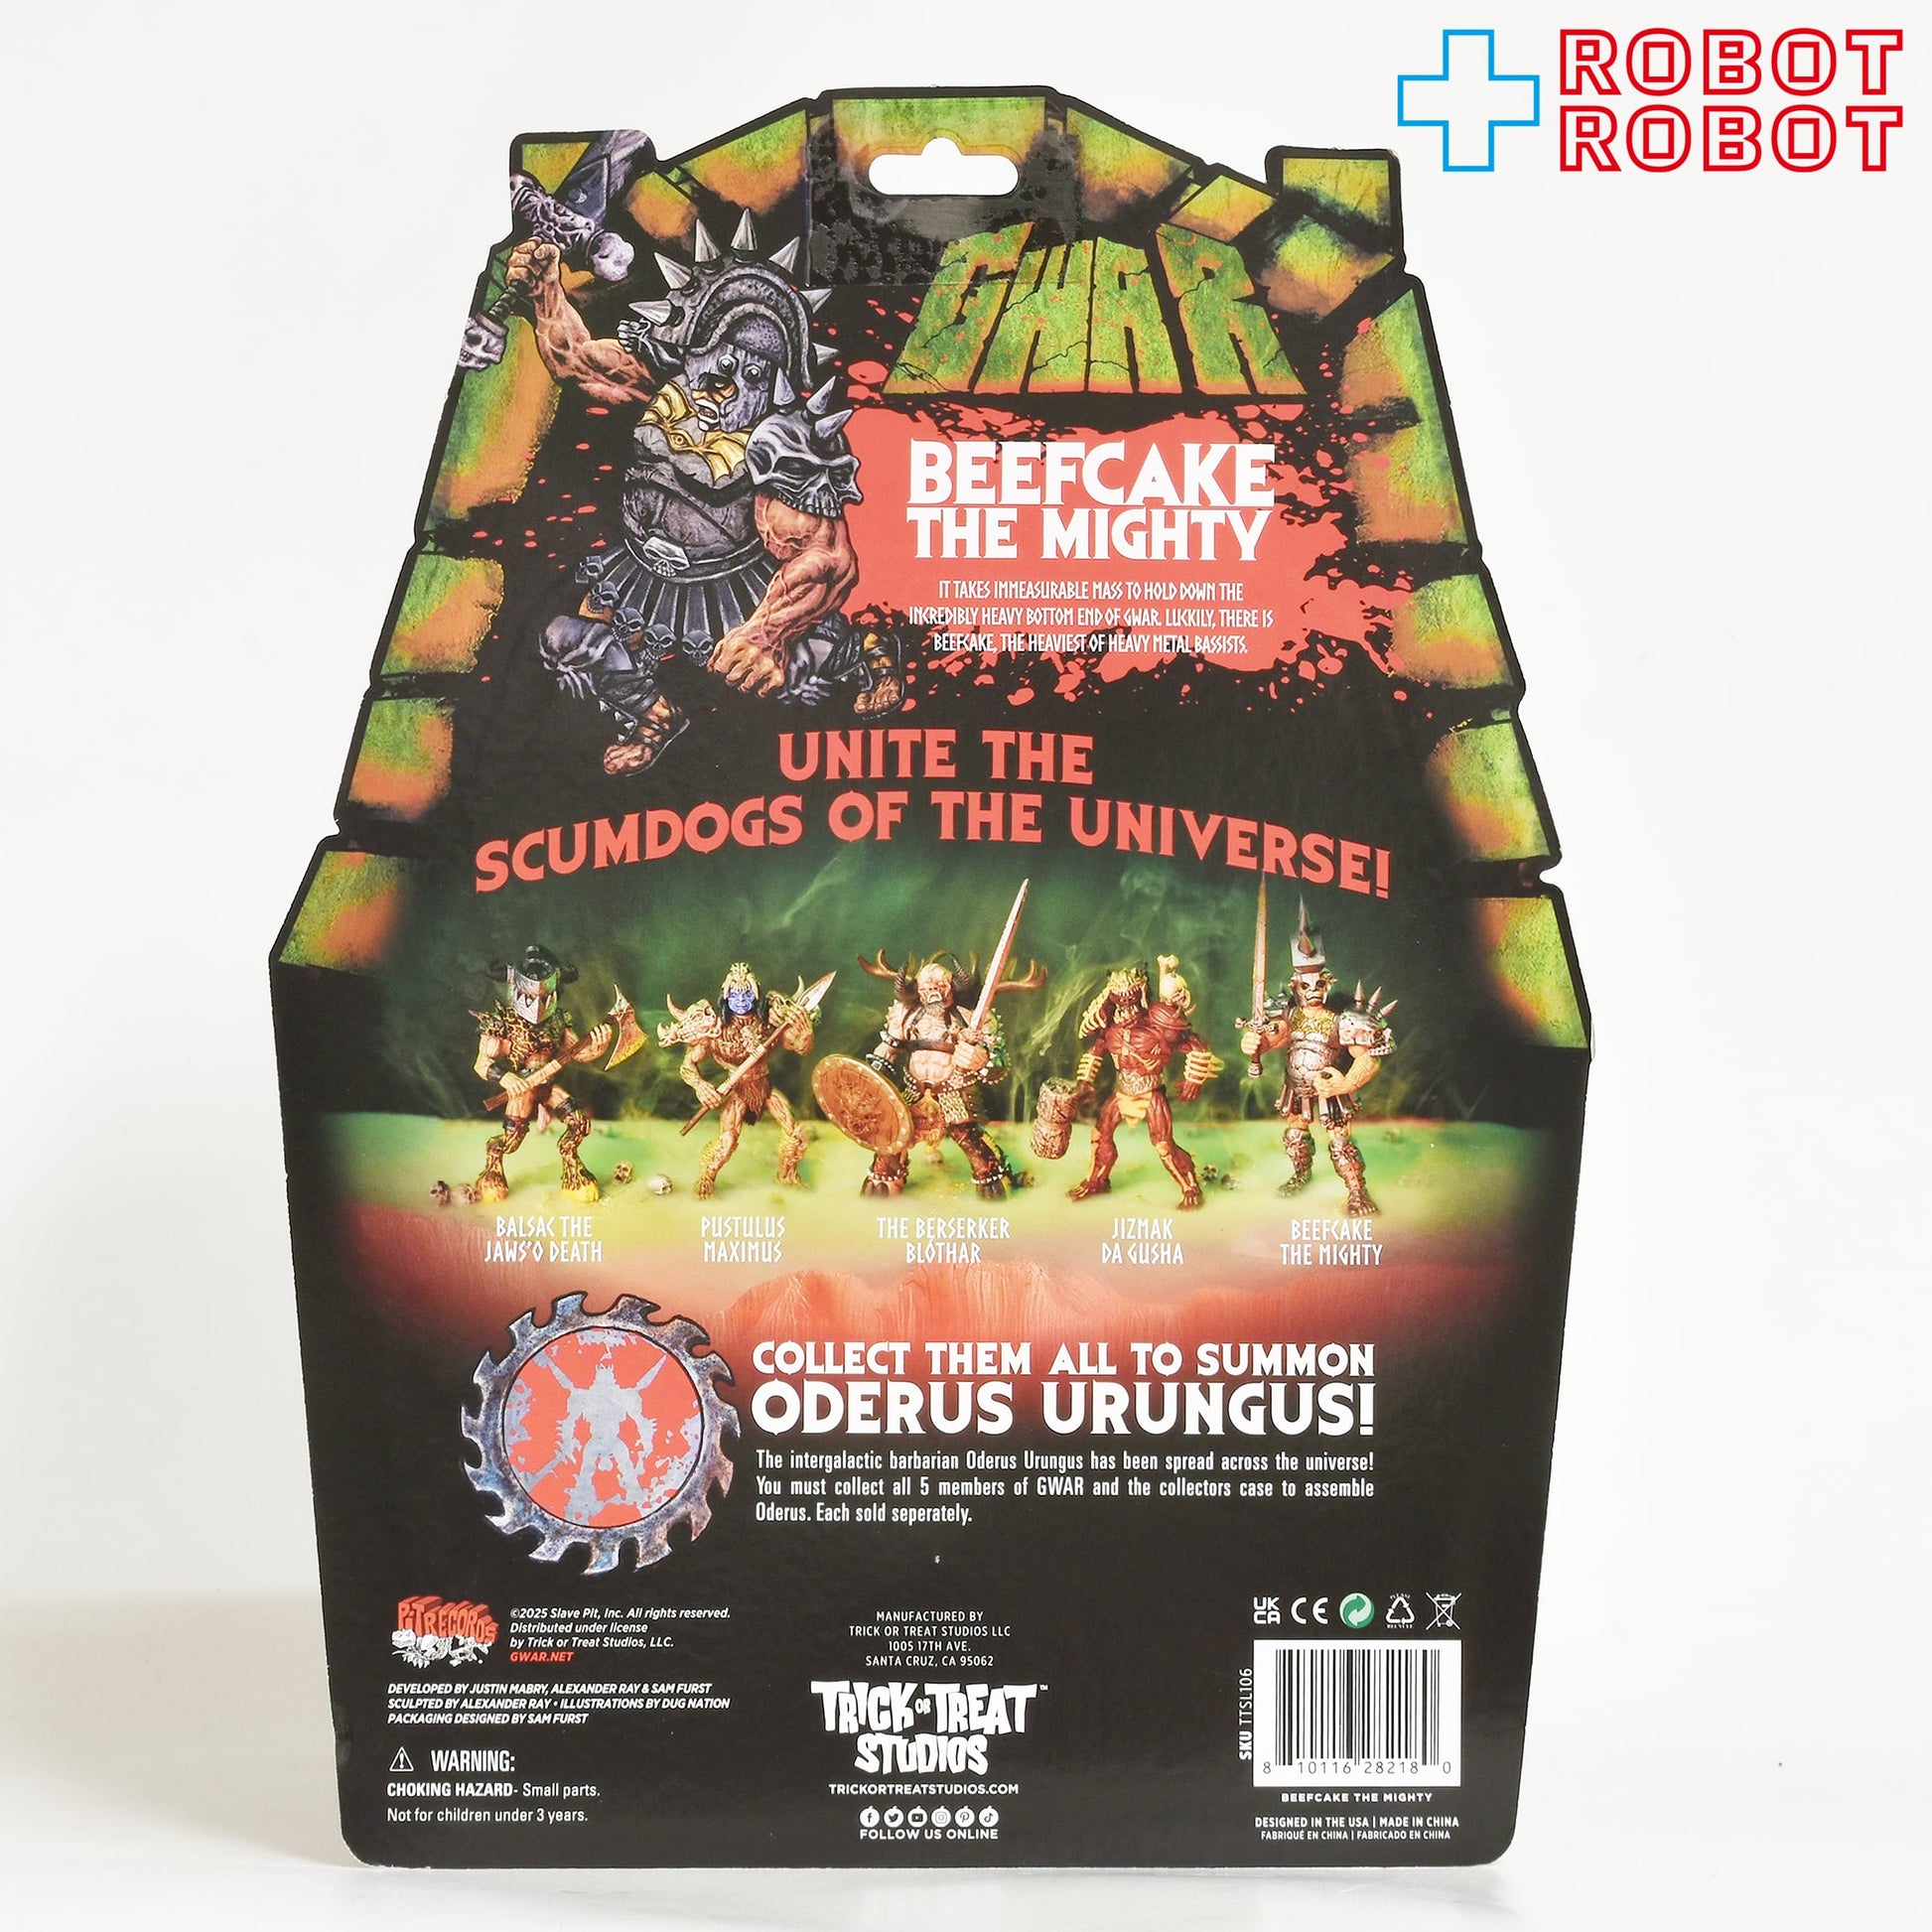 ROBOT
ROBOT
GWAR
BEEFCAKE
THE MIGHTY
IT TAKES IMMEASURABLE MASS TO HOLD DOWN THE
INCREDIBLY HEAVY BOTTOM END OF GWAR. LUCKILY, THERE IS
BEEFCAKE, THE HEAVIEST OF HEAVY METAL BASSISTS.
UNITE THE
SCUMDOGS OF THE UNIVERSE!
BALSAC THE
JAWS'O DEATH
PUSTULUS
MAXIMUS
THE BERSERKER
BLÓTHAR
JIZMAK
DA GUSHA
BEEFCAKE
THE MIGHTY
COLLECT THEM ALL TO SUMMON
ODERUS URUNGUS!
The intergalactic barbarian Oderus Urungus has been spread across the universe!
You must collect all 5 members of GWAR and the collectors case to assemble
Oderus. Each sold seperately.
PIT RECORDS
©2025 Slave Pit, Inc. All rights reserved.
Distributed under license
by Trick or Treat Studios, LLC.
GWAR.NET
DEVELOPED BY JUSTIN MABRY, ALEXANDER RAY & SAM FURST
SCULPTED BY ALEXANDER RAY • ILLUSTRATIONS BY DUG NATION
PACKAGING DESIGNED BY SAM FURST
WARNING:
CHOKING HAZARD- Small parts.
Not for children under 3 years.
MANUFACTURED BY
TRICK OR TREAT STUDIOS LLC
1005 17TH AVE.
SANTA CRUZ, CA 95062
TRICK OR TREAT™
STUDIOS
TRICKORTREATSTUDIOS.COM
FOLLOW US ONLINE
UK
CA CE
SKU TTSL106
8 10116 28218 0
BEEFCAKE THE MIGHTY
DESIGNED IN THE USA | MADE IN CHINA
FABRIQUÉ EN CHINA | FABRICADO EN CHINA